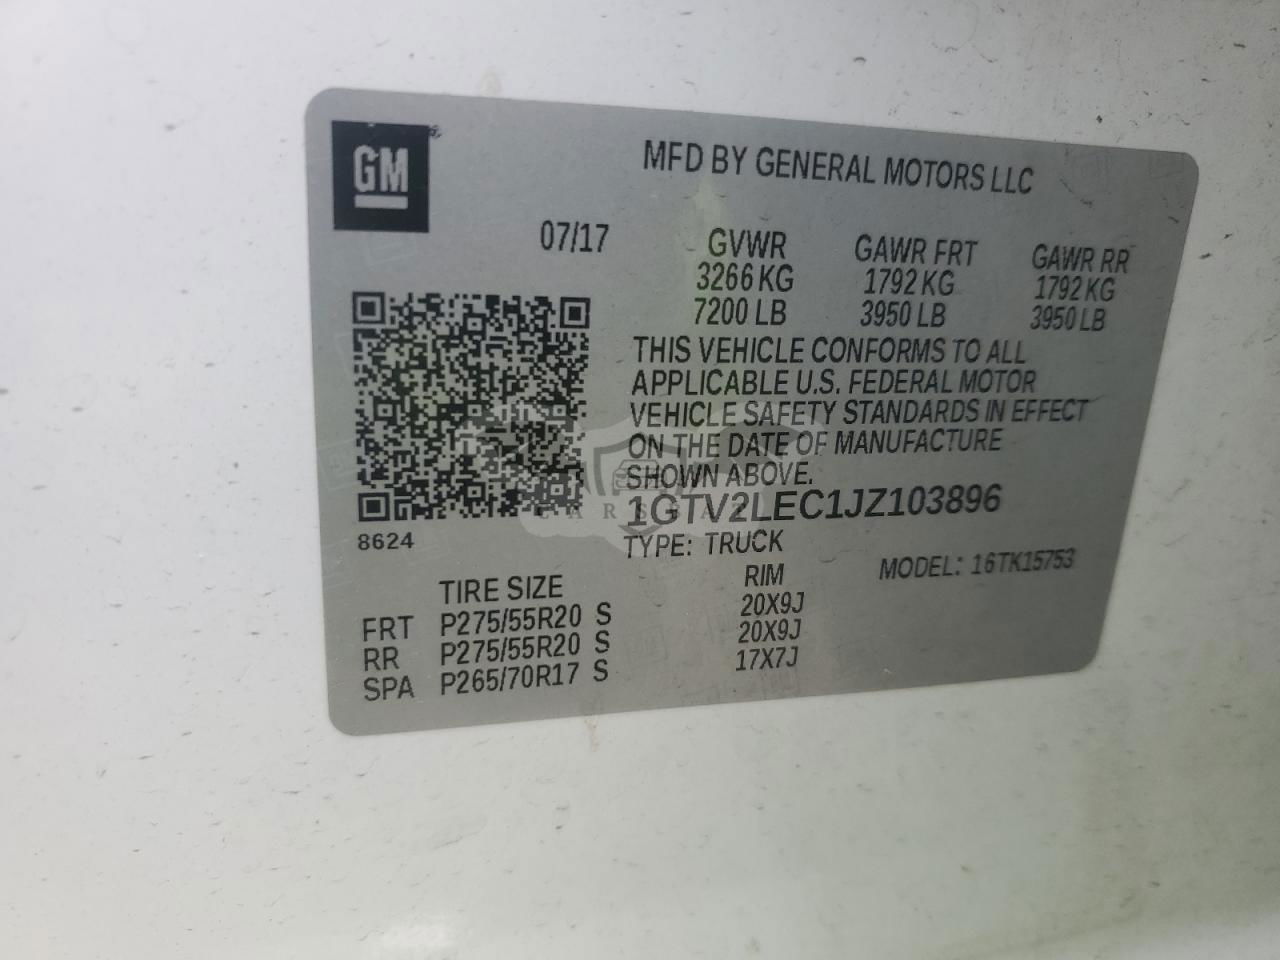 GM
MFD BY GENERAL MOTORS LLC
07/17
GVWR GAWR FRT GAWR RR
3266 KG 1792 KG 1792 KG
7200 LB 3950 LB 3950 LB
THIS VEHICLE CONFORMS TO ALL
APPLICABLE U.S. FEDERAL MOTOR
VEHICLE SAFETY STANDARDS IN EFFECT
ON THE DATE OF MANUFACTURE
SHOWN ABOVE.
1GTV2LEC1JZ103896
8624
TYPE: TRUCK
MODEL: 16TK15753
TIRE SIZE RIM
FRT P275/55R20 S 20X9J
RR P275/55R20 S 20X9J
SPA P265/70R17 S 17X7J